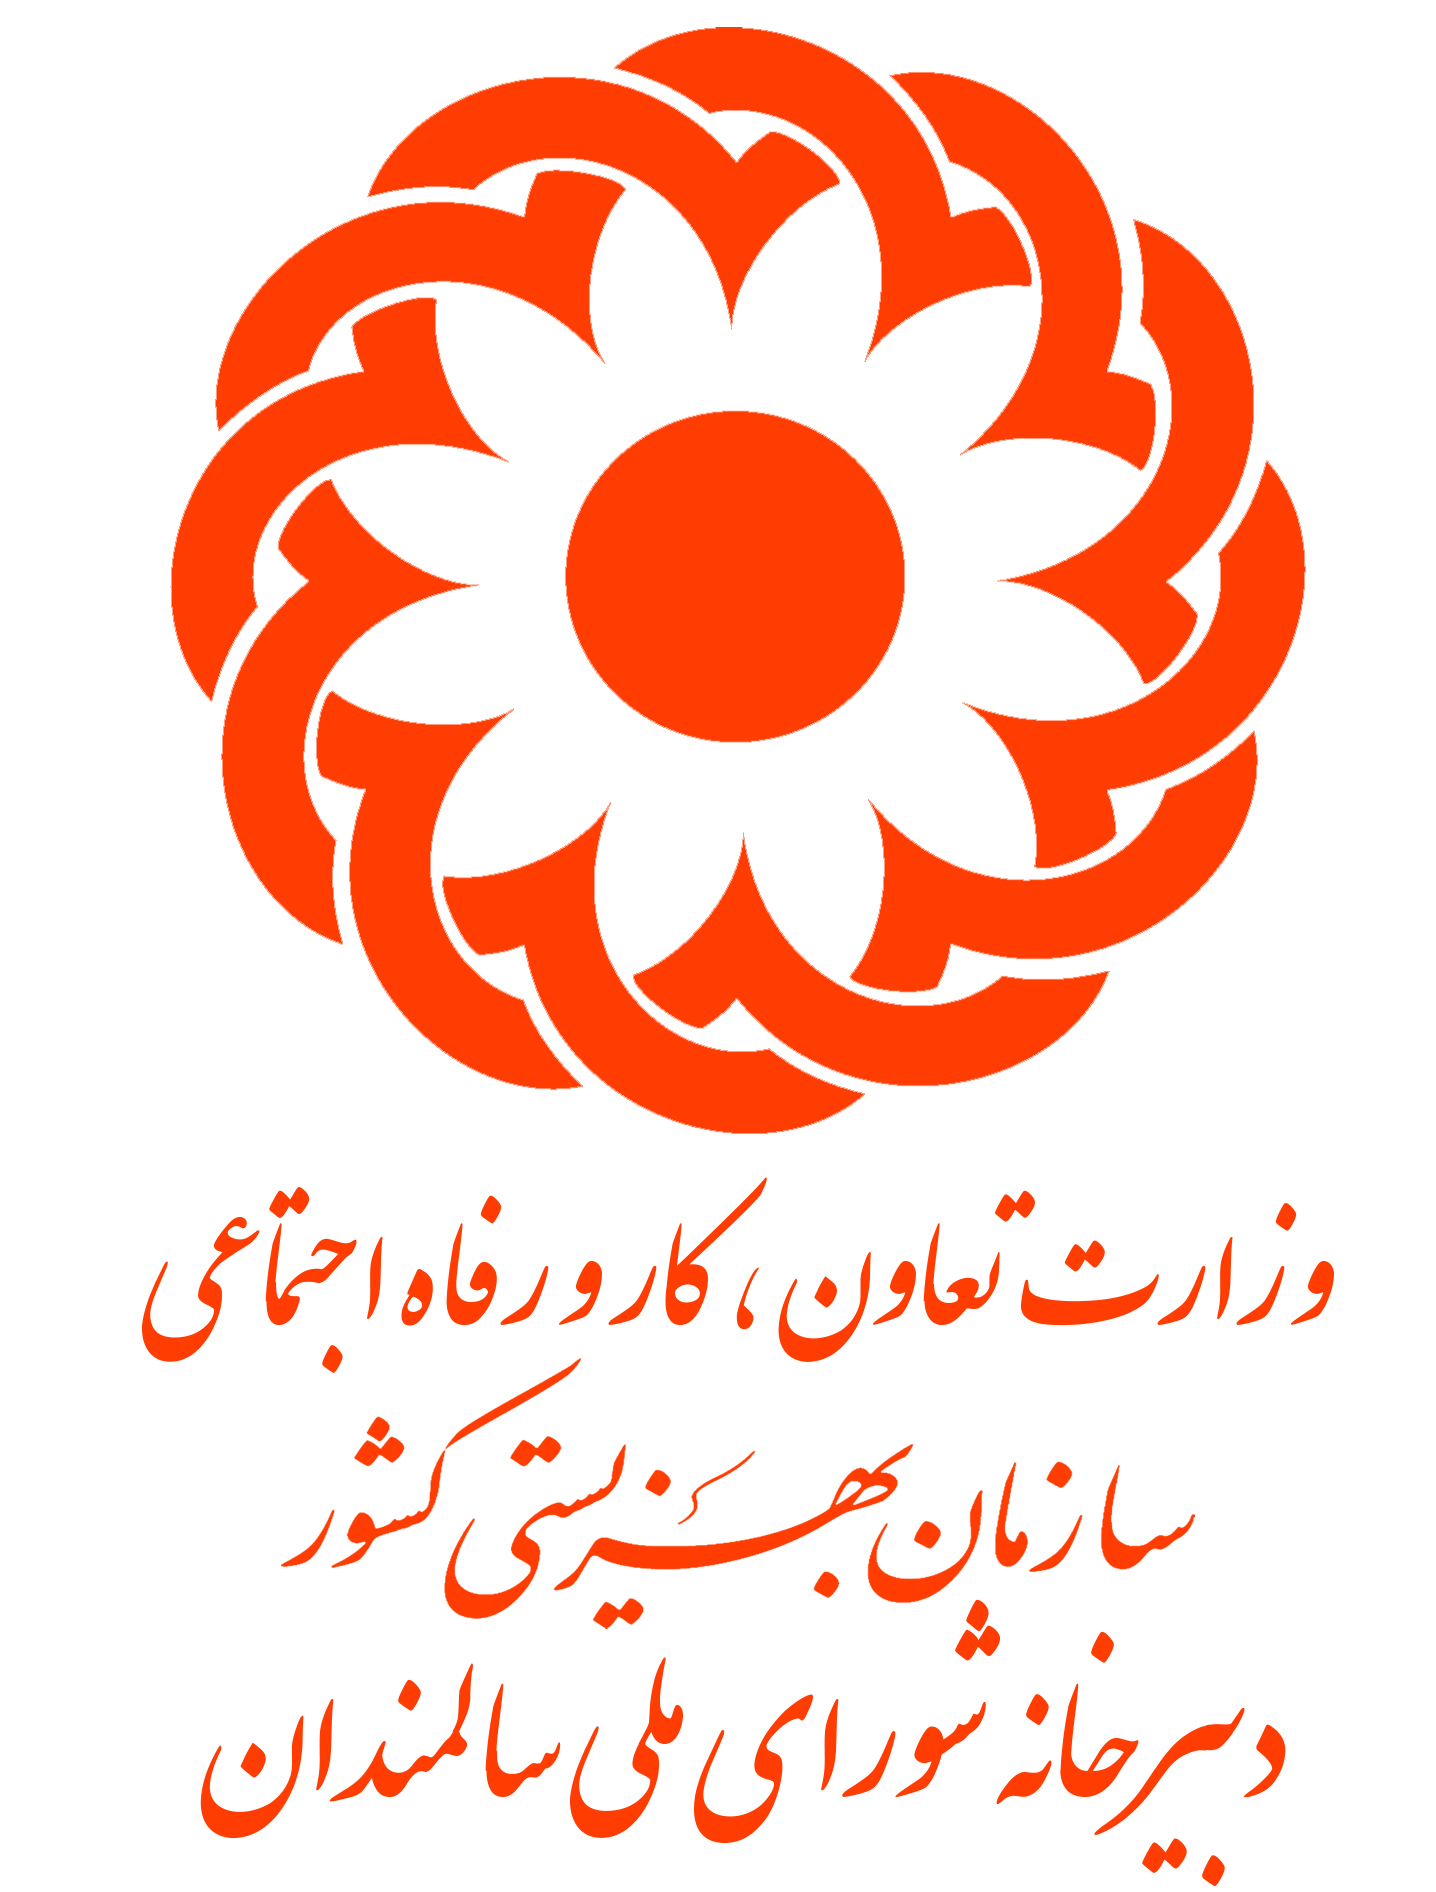 وزارت تعاون، کار و رفاه اجتماعی
سازمان بهزیستی کشور
دبیرخانه شورای ملی سالمندان